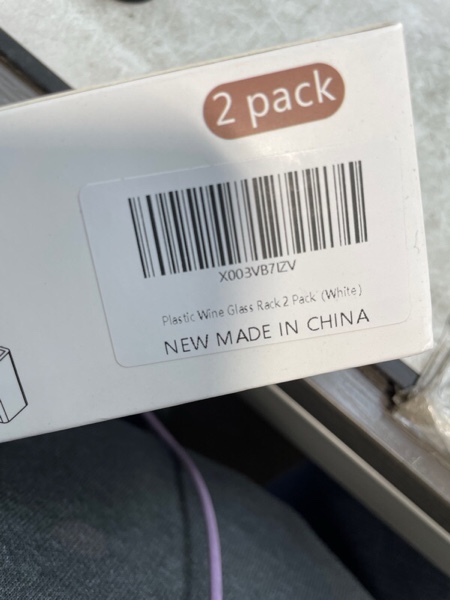 2 pack
X003VB7IZV
Plastic Wine Glass Rack 2 Pack (White)
NEW MADE IN CHINA